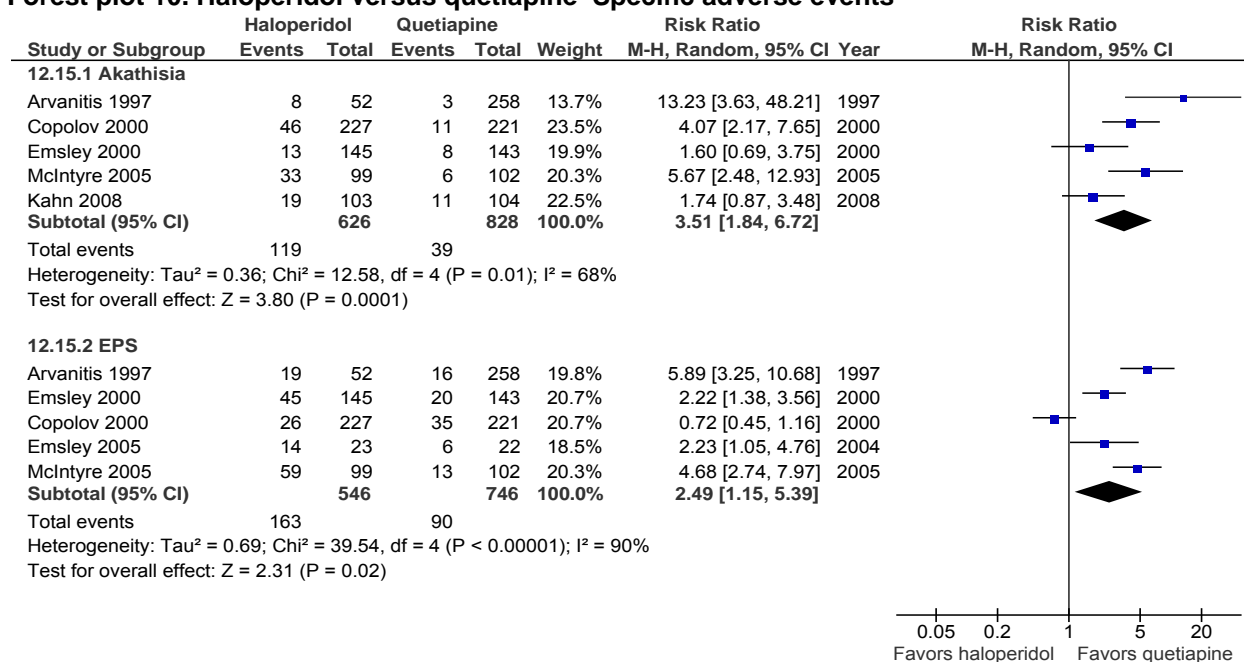 Haloperidol Quetiapine Risk Ratio Risk Ratio
Study or Subgroup Events Total Events Total Weight M-H, Random, 95% CI Year M-H, Random, 95% CI
12.15.1 Akathisia
Arvanitis 1997 8 52 3 258 13.7% 13.23 [3.63, 48.21] 1997
Copolov 2000 46 227 11 221 23.5% 4.07 [2.17, 7.65] 2000
Emsley 2000 13 145 8 143 19.9% 1.60 [0.69, 3.75] 2000
McIntyre 2005 33 99 6 102 20.3% 5.67 [2.48, 12.93] 2005
Kahn 2008 19 103 11 104 22.5% 1.74 [0.87, 3.48] 2008
Subtotal (95% CI) 626 828 100.0% 3.51 [1.84, 6.72]
Total events 119 39
Heterogeneity: Tau² = 0.36; Chi² = 12.58, df = 4 (P = 0.01); I² = 68%
Test for overall effect: Z = 3.80 (P = 0.0001)
12.15.2 EPS
Arvanitis 1997 19 52 16 258 19.8% 5.89 [3.25, 10.68] 1997
Emsley 2000 45 145 20 143 20.7% 2.22 [1.38, 3.56] 2000
Copolov 2000 26 227 35 221 20.7% 0.72 [0.45, 1.16] 2000
Emsley 2005 14 23 6 22 18.5% 2.23 [1.05, 4.76] 2004
McIntyre 2005 59 99 13 102 20.3% 4.68 [2.74, 7.97] 2005
Subtotal (95% CI) 546 746 100.0% 2.49 [1.15, 5.39]
Total events 163 90
Heterogeneity: Tau² = 0.69; Chi² = 39.54, df = 4 (P < 0.00001); I² = 90%
Test for overall effect: Z = 2.31 (P = 0.02)
0.05 0.2 1 5 20
Favors haloperidol Favors quetiapine